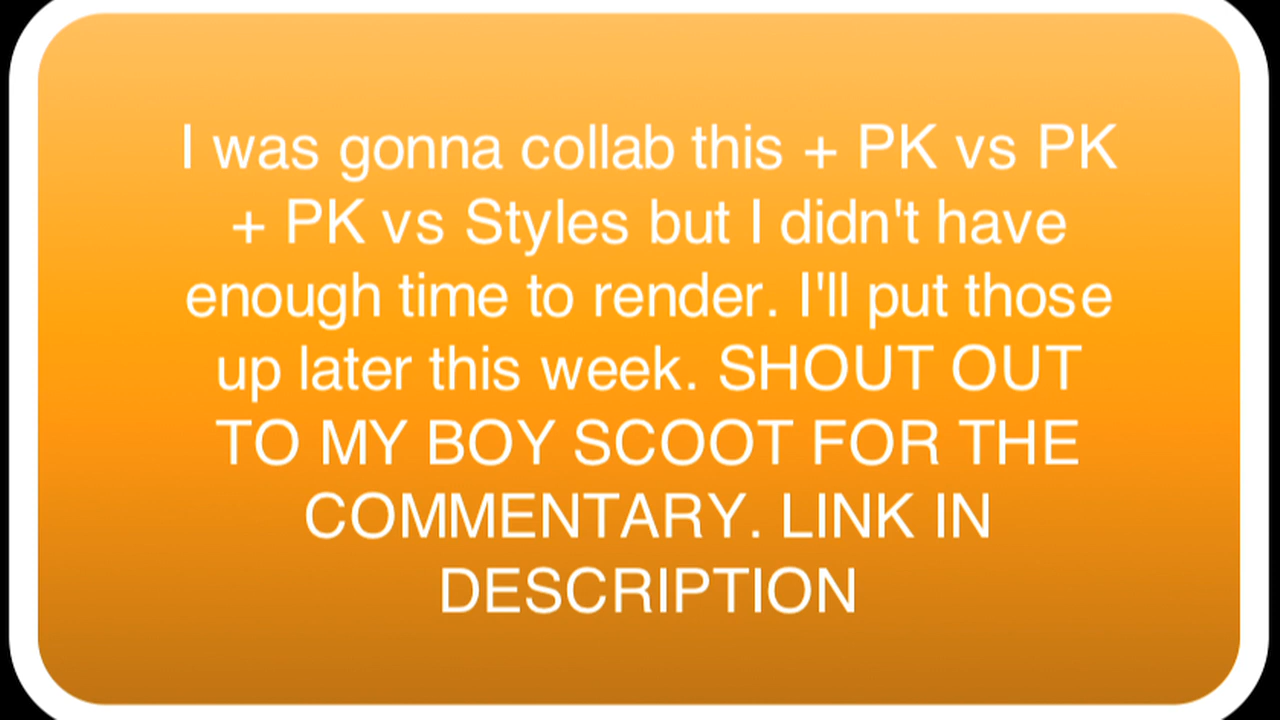 I was gonna collab this + PK vs PK
+ PK vs Styles but I didn't have
enough time to render. I'll put those
up later this week. SHOUT OUT
TO MY BOY SCOOT FOR THE
COMMENTARY. LINK IN
DESCRIPTION